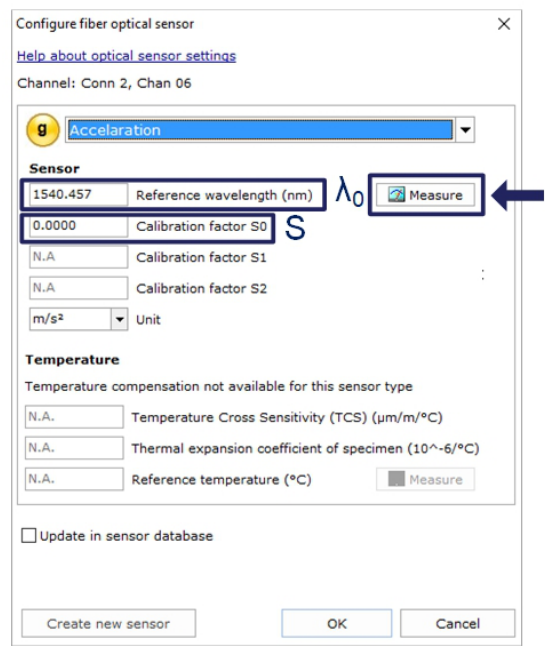 Configure fiber optical sensor
Help about optical sensor settings
Channel: Conn 2, Chan 06
g Accelaration
Sensor
1540.457 Reference wavelength (nm) λ0 Measure
0.0000 Calibration factor S0 S
N.A Calibration factor S1
N.A Calibration factor S2
:
m/s² Unit
Temperature
Temperature compensation not available for this sensor type
N.A. Temperature Cross Sensitivity (TCS) (µm/m/°C)
N.A. Thermal expansion coefficient of specimen (10^-6/°C)
N.A. Reference temperature (°C) Measure
Update in sensor database
Create new sensor OK Cancel